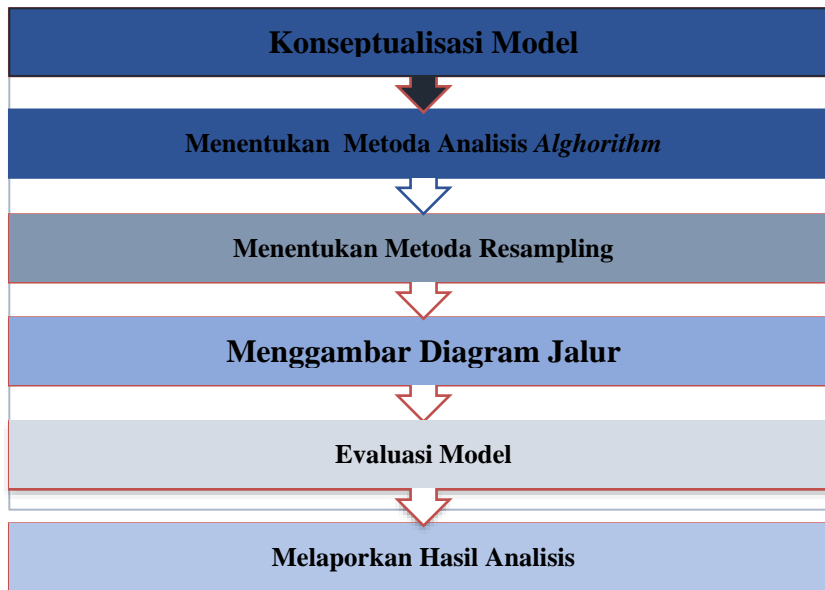 Konseptualisasi Model
Menentukan Metoda Analisis Alghorithm
Menentukan Metoda Resampling
Menggambar Diagram Jalur
Evaluasi Model
Melaporkan Hasil Analisis